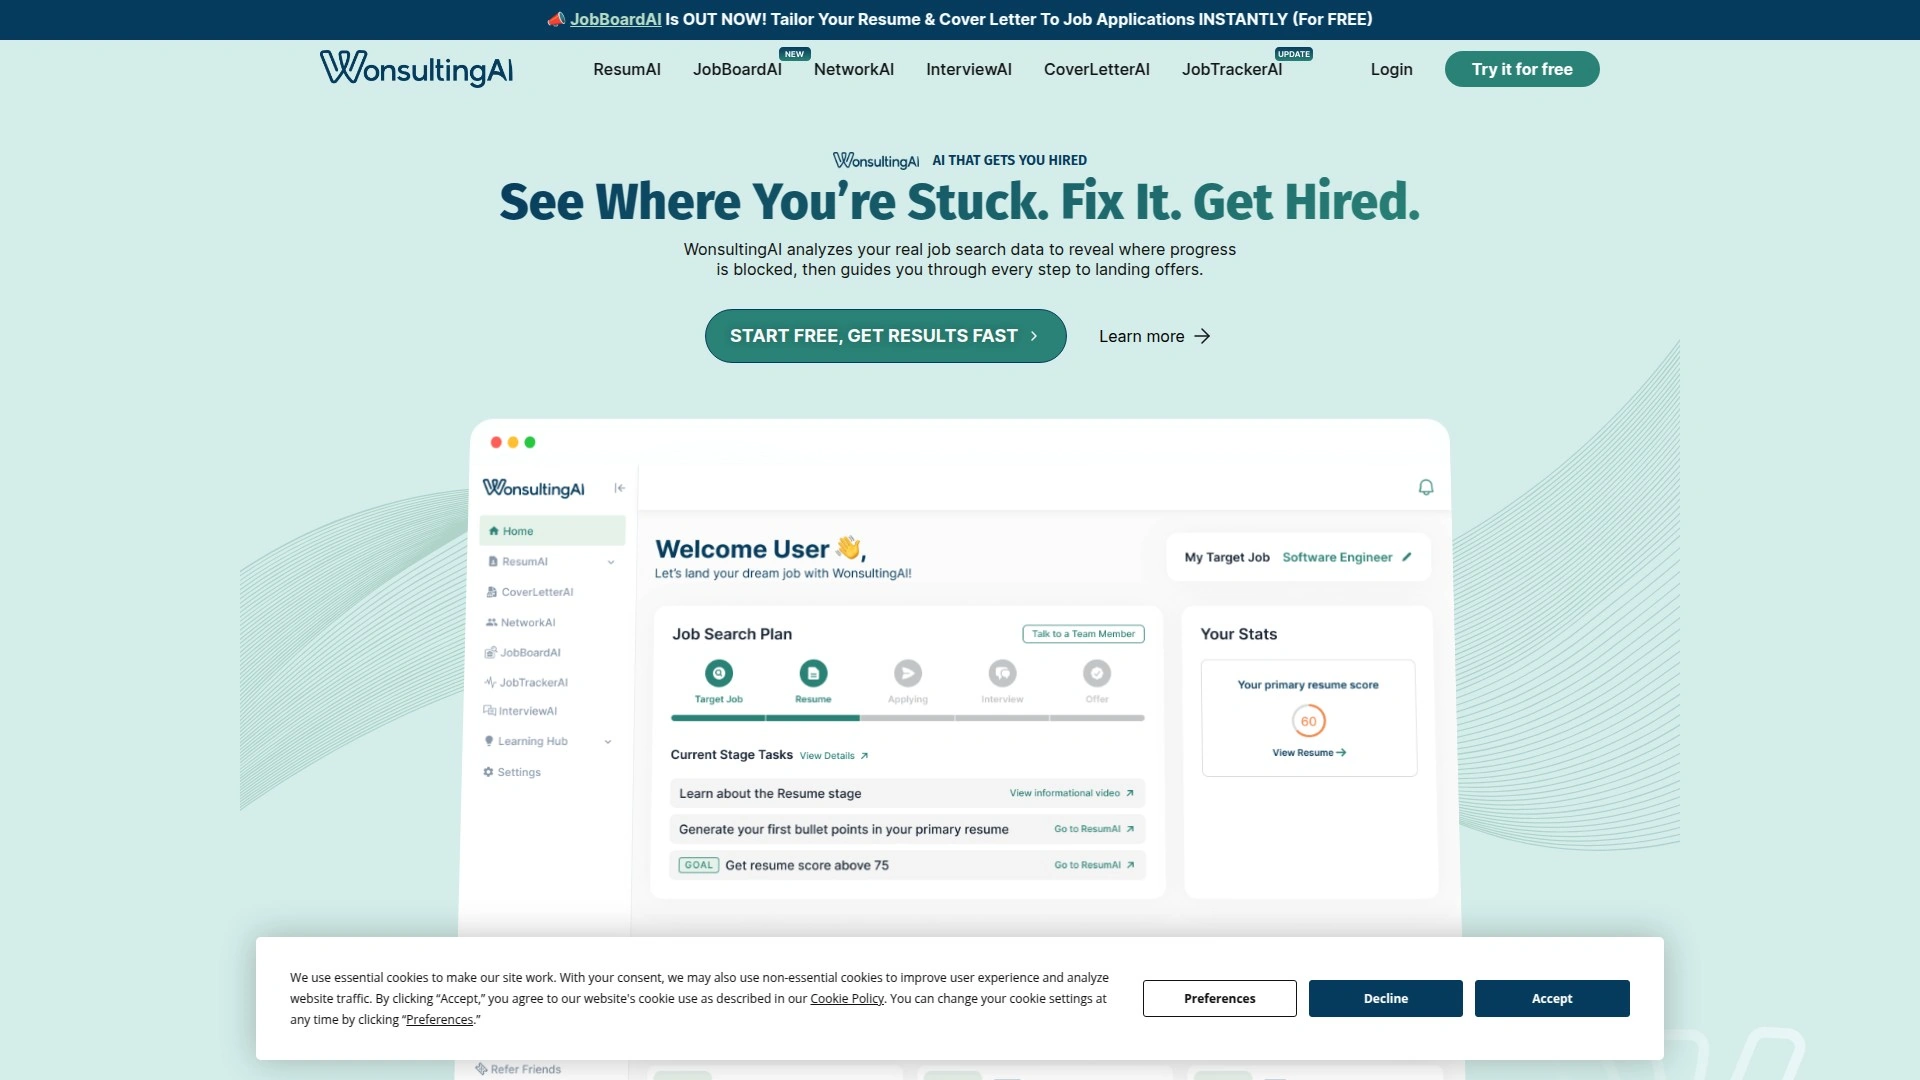 📣 JobBoardAI Is OUT NOW! Tailor Your Resume & Cover Letter To Job Applications INSTANTLY (For FREE)
WonsultingAI
ResumAI
JobBoardAI
NEW
NetworkAI
InterviewAI
CoverLetterAI
JobTrackerAI
UPDATE
Login
Try it for free
WonsultingAI AI THAT GETS YOU HIRED
See Where You’re Stuck. Fix It. Get Hired.
WonsultingAI analyzes your real job search data to reveal where progress
is blocked, then guides you through every step to landing offers.
START FREE, GET RESULTS FAST
Learn more
WonsultingAI
Home
ResumAI
CoverLetterAI
NetworkAI
JobBoardAI
JobTrackerAI
InterviewAI
Learning Hub
Settings
Refer Friends
Welcome User 👋,
Let’s land your dream job with WonsultingAI!
My Target Job Software Engineer
Job Search Plan
Talk to a Team Member
Target Job
Resume
Applying
Interview
Offer
Current Stage Tasks View Details
Learn about the Resume stage
View informational video
Generate your first bullet points in your primary resume
Go to ResumAI
GOAL Get resume score above 75
Go to ResumAI
Your Stats
Your primary resume score
60
View Resume
We use essential cookies to make our site work. With your consent, we may also use non-essential cookies to improve user experience and analyze
website traffic. By clicking “Accept,” you agree to our website's cookie use as described in our Cookie Policy. You can change your cookie settings at
any time by clicking “Preferences.”
Preferences
Decline
Accept